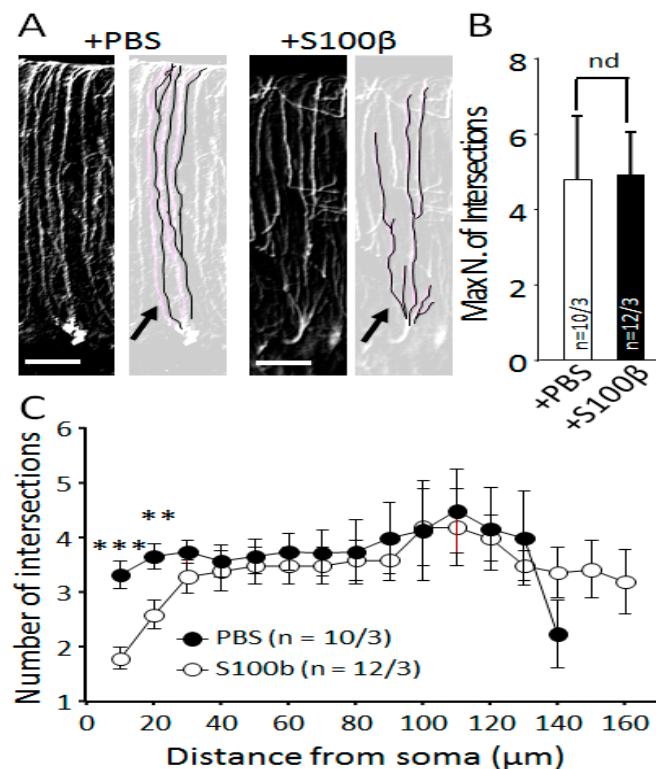 A
+PBS
+S100β
B
nd
8
6
4
2
0
Max N. of Intersections
n=10/3
n=12/3
+PBS
+S100β
C
6
5
4
3
2
1
Number of intersections
***
**
PBS (n = 10/3)
S100b (n = 12/3)
0 20 40 60 80 100 120 140 160
Distance from soma (μm)